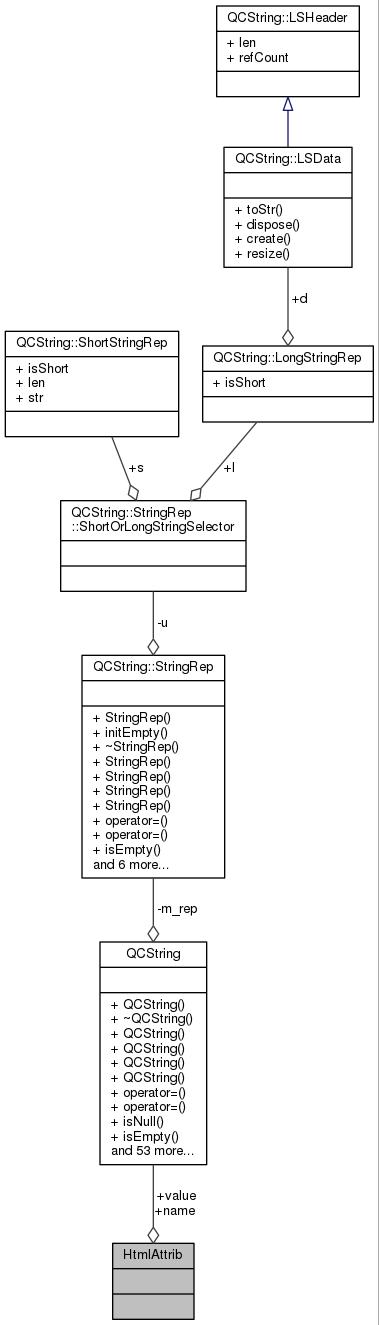 QCString::LSHeader
+ len
+ refCount
QCString::LSData
+ toStr()
+ dispose()
+ create()
+ resize()
+d
QCString::ShortStringRep
+ isShort
+ len
+ str
QCString::LongStringRep
+ isShort
+s
+l
QCString::StringRep
::ShortOrLongStringSelector
-u
QCString::StringRep
+ StringRep()
+ initEmpty()
+ ~StringRep()
+ StringRep()
+ StringRep()
+ StringRep()
+ StringRep()
+ operator=()
+ operator=()
+ isEmpty()
and 6 more...
-m_rep
QCString
+ QCString()
+ ~QCString()
+ QCString()
+ QCString()
+ QCString()
+ QCString()
+ operator=()
+ operator=()
+ isNull()
+ isEmpty()
and 53 more...
+value
+name
HtmlAttrib